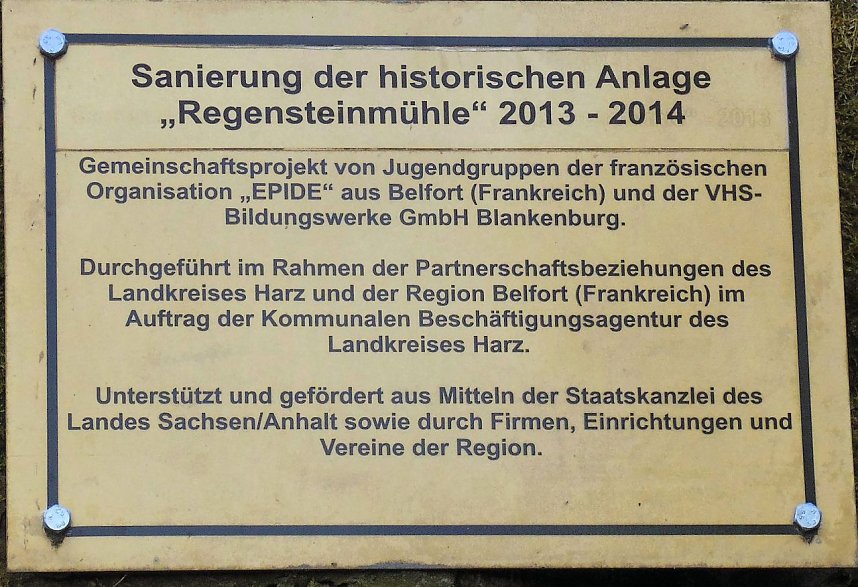 Sanierung der historischen Anlage
„Regensteinmühle“ 2013 - 2014
Gemeinschaftsprojekt von Jugendgruppen der französischen
Organisation „EPIDE“ aus Belfort (Frankreich) und der VHS-
Bildungswerke GmbH Blankenburg.
Durchgeführt im Rahmen der Partnerschaftsbeziehungen des
Landkreises Harz und der Region Belfort (Frankreich) im
Auftrag der Kommunalen Beschäftigungsagentur des
Landkreises Harz.
Unterstützt und gefördert aus Mitteln der Staatskanzlei des
Landes Sachsen/Anhalt sowie durch Firmen, Einrichtungen und
Vereine der Region.